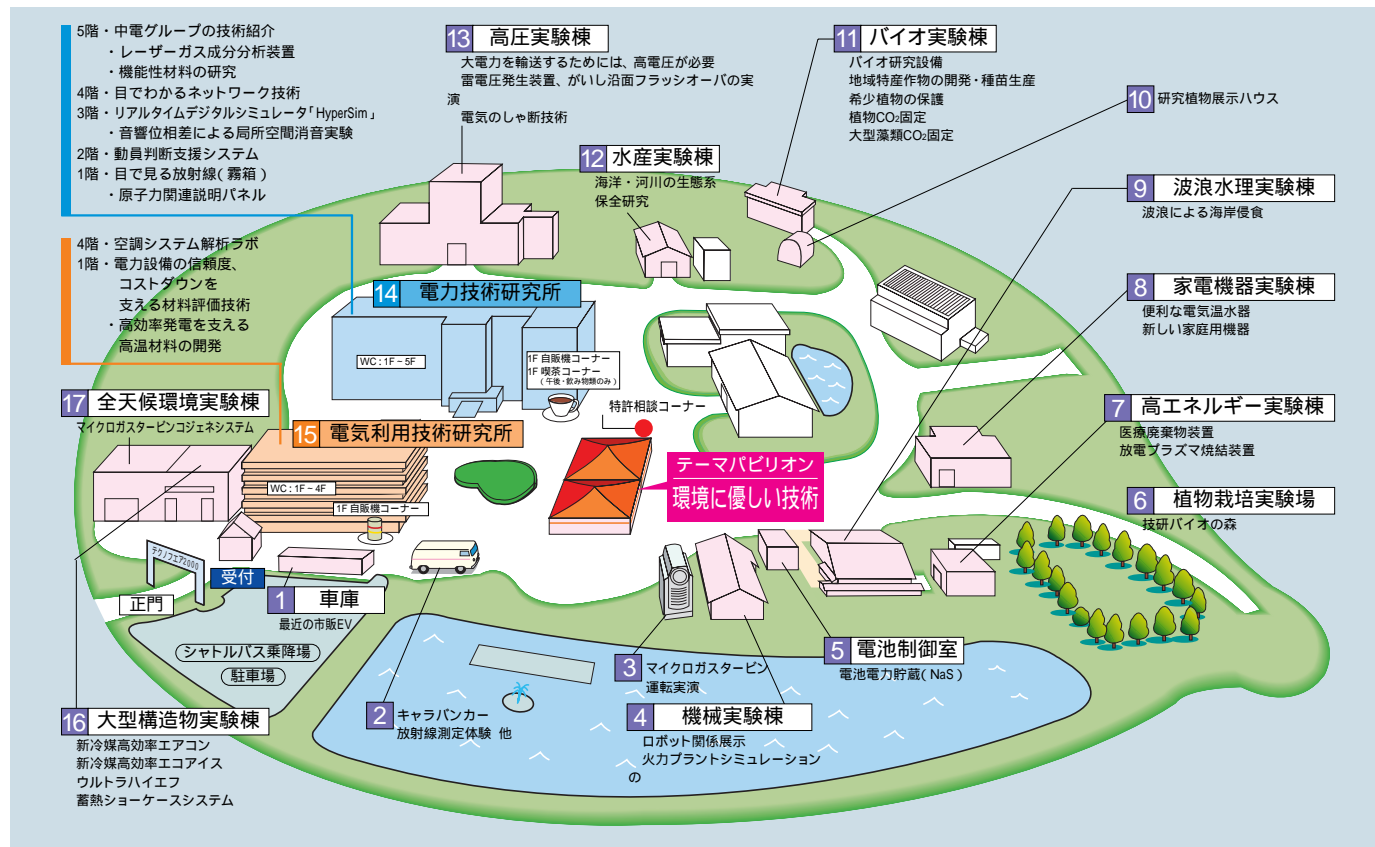 5階・中電グループの技術紹介
・レーザーガス成分分析装置
・機能性材料の研究
4階・目でわかるネットワーク技術
3階・リアルタイムデジタルシミュレータ「HyperSim」
・音響位相差による局所空間消音実験
2階・動員判断支援システム
1階・目で見る放射線(霧箱)
・原子力関連説明パネル
4階・空調システム解析ラボ
1階・電力設備の信頼度、
コストダウンを
支える材料評価技術
・高効率発電を支える
高温材料の開発
13 高圧実験棟
大電力を輸送するためには、高電圧が必要
雷電圧発生装置、がいし沿面フラッシオーバの実
演
電気のしゃ断技術
11 バイオ実験棟
バイオ研究設備
地域特産作物の開発・種苗生産
希少植物の保護
植物CO₂固定
大型藻類CO₂固定
10 研究植物展示ハウス
12 水産実験棟
海洋・河川の生態系
保全研究
9 波浪水理実験棟
波浪による海岸侵食
8 家電機器実験棟
便利な電気温水器
新しい家庭用機器
14 電力技術研究所
WC:1F~5F
1F 自販機コーナー
1F 喫茶コーナー
(午後・飲み物類のみ)
17 全天候環境実験棟
マイクロガスタービンコジェネシステム
特許相談コーナー
7 高エネルギー実験棟
医療廃棄物装置
放電プラズマ焼結装置
15 電気利用技術研究所
WC:1F~4F
1F 自販機コーナー
テーマパビリオン
環境に優しい技術
6 植物栽培実験場
技研バイオの森
テクノフェア2000
受付
正門
1 車庫
最近の市販EV
シャトルバス乗降場
駐車場
5 電池制御室
電池電力貯蔵(NaS)
3 マイクロガスタービン
運転実演
2 キャラバンカー
放射線測定体験 他
4 機械実験棟
ロボット関係展示
火力プラントシミュレーション
の
16 大型構造物実験棟
新冷媒高効率エアコン
新冷媒高効率エコアイス
ウルトラハイエフ
蓄熱ショーケースシステム